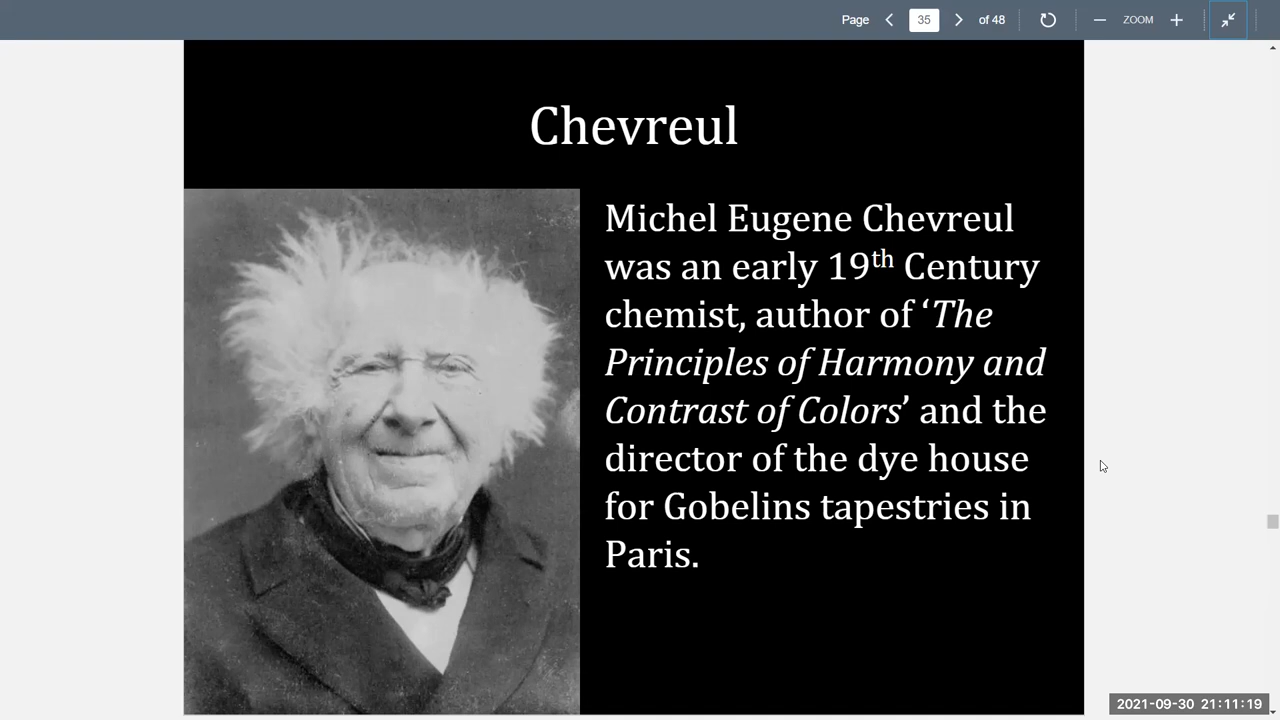 Page 35 of 48 ZOOM
Chevreul
Michel Eugene Chevreul
was an early 19th Century
chemist, author of ‘The
Principles of Harmony and
Contrast of Colors’ and the
director of the dye house
for Gobelins tapestries in
Paris.
2021-09-30 21:11:19